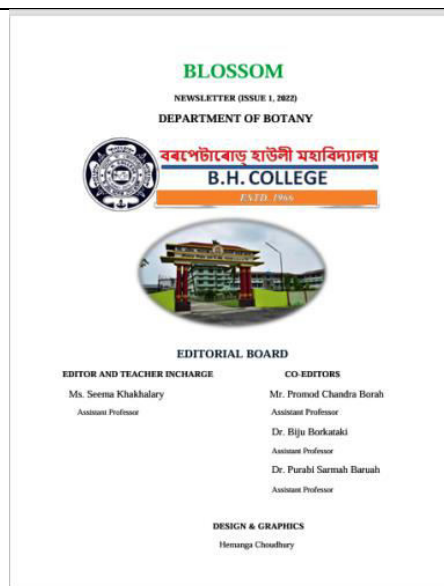 BLOSSOM
NEWSLETTER (ISSUE 1, 2022)
DEPARTMENT OF BOTANY
বৰপেটাৰোড্ হাউলী মহাবিদ্যালয়
B.H. COLLEGE
ESTD. 1966
EDITORIAL BOARD
EDITOR AND TEACHER INCHARGE
Ms. Seema Khakhalary
Assistant Professor
CO-EDITORS
Mr. Promod Chandra Borah
Assistant Professor
Dr. Biju Borkataki
Assistant Professor
Dr. Purabi Sarmah Baruah
Assistant Professor
DESIGN & GRAPHICS
Hemanga Choudhury